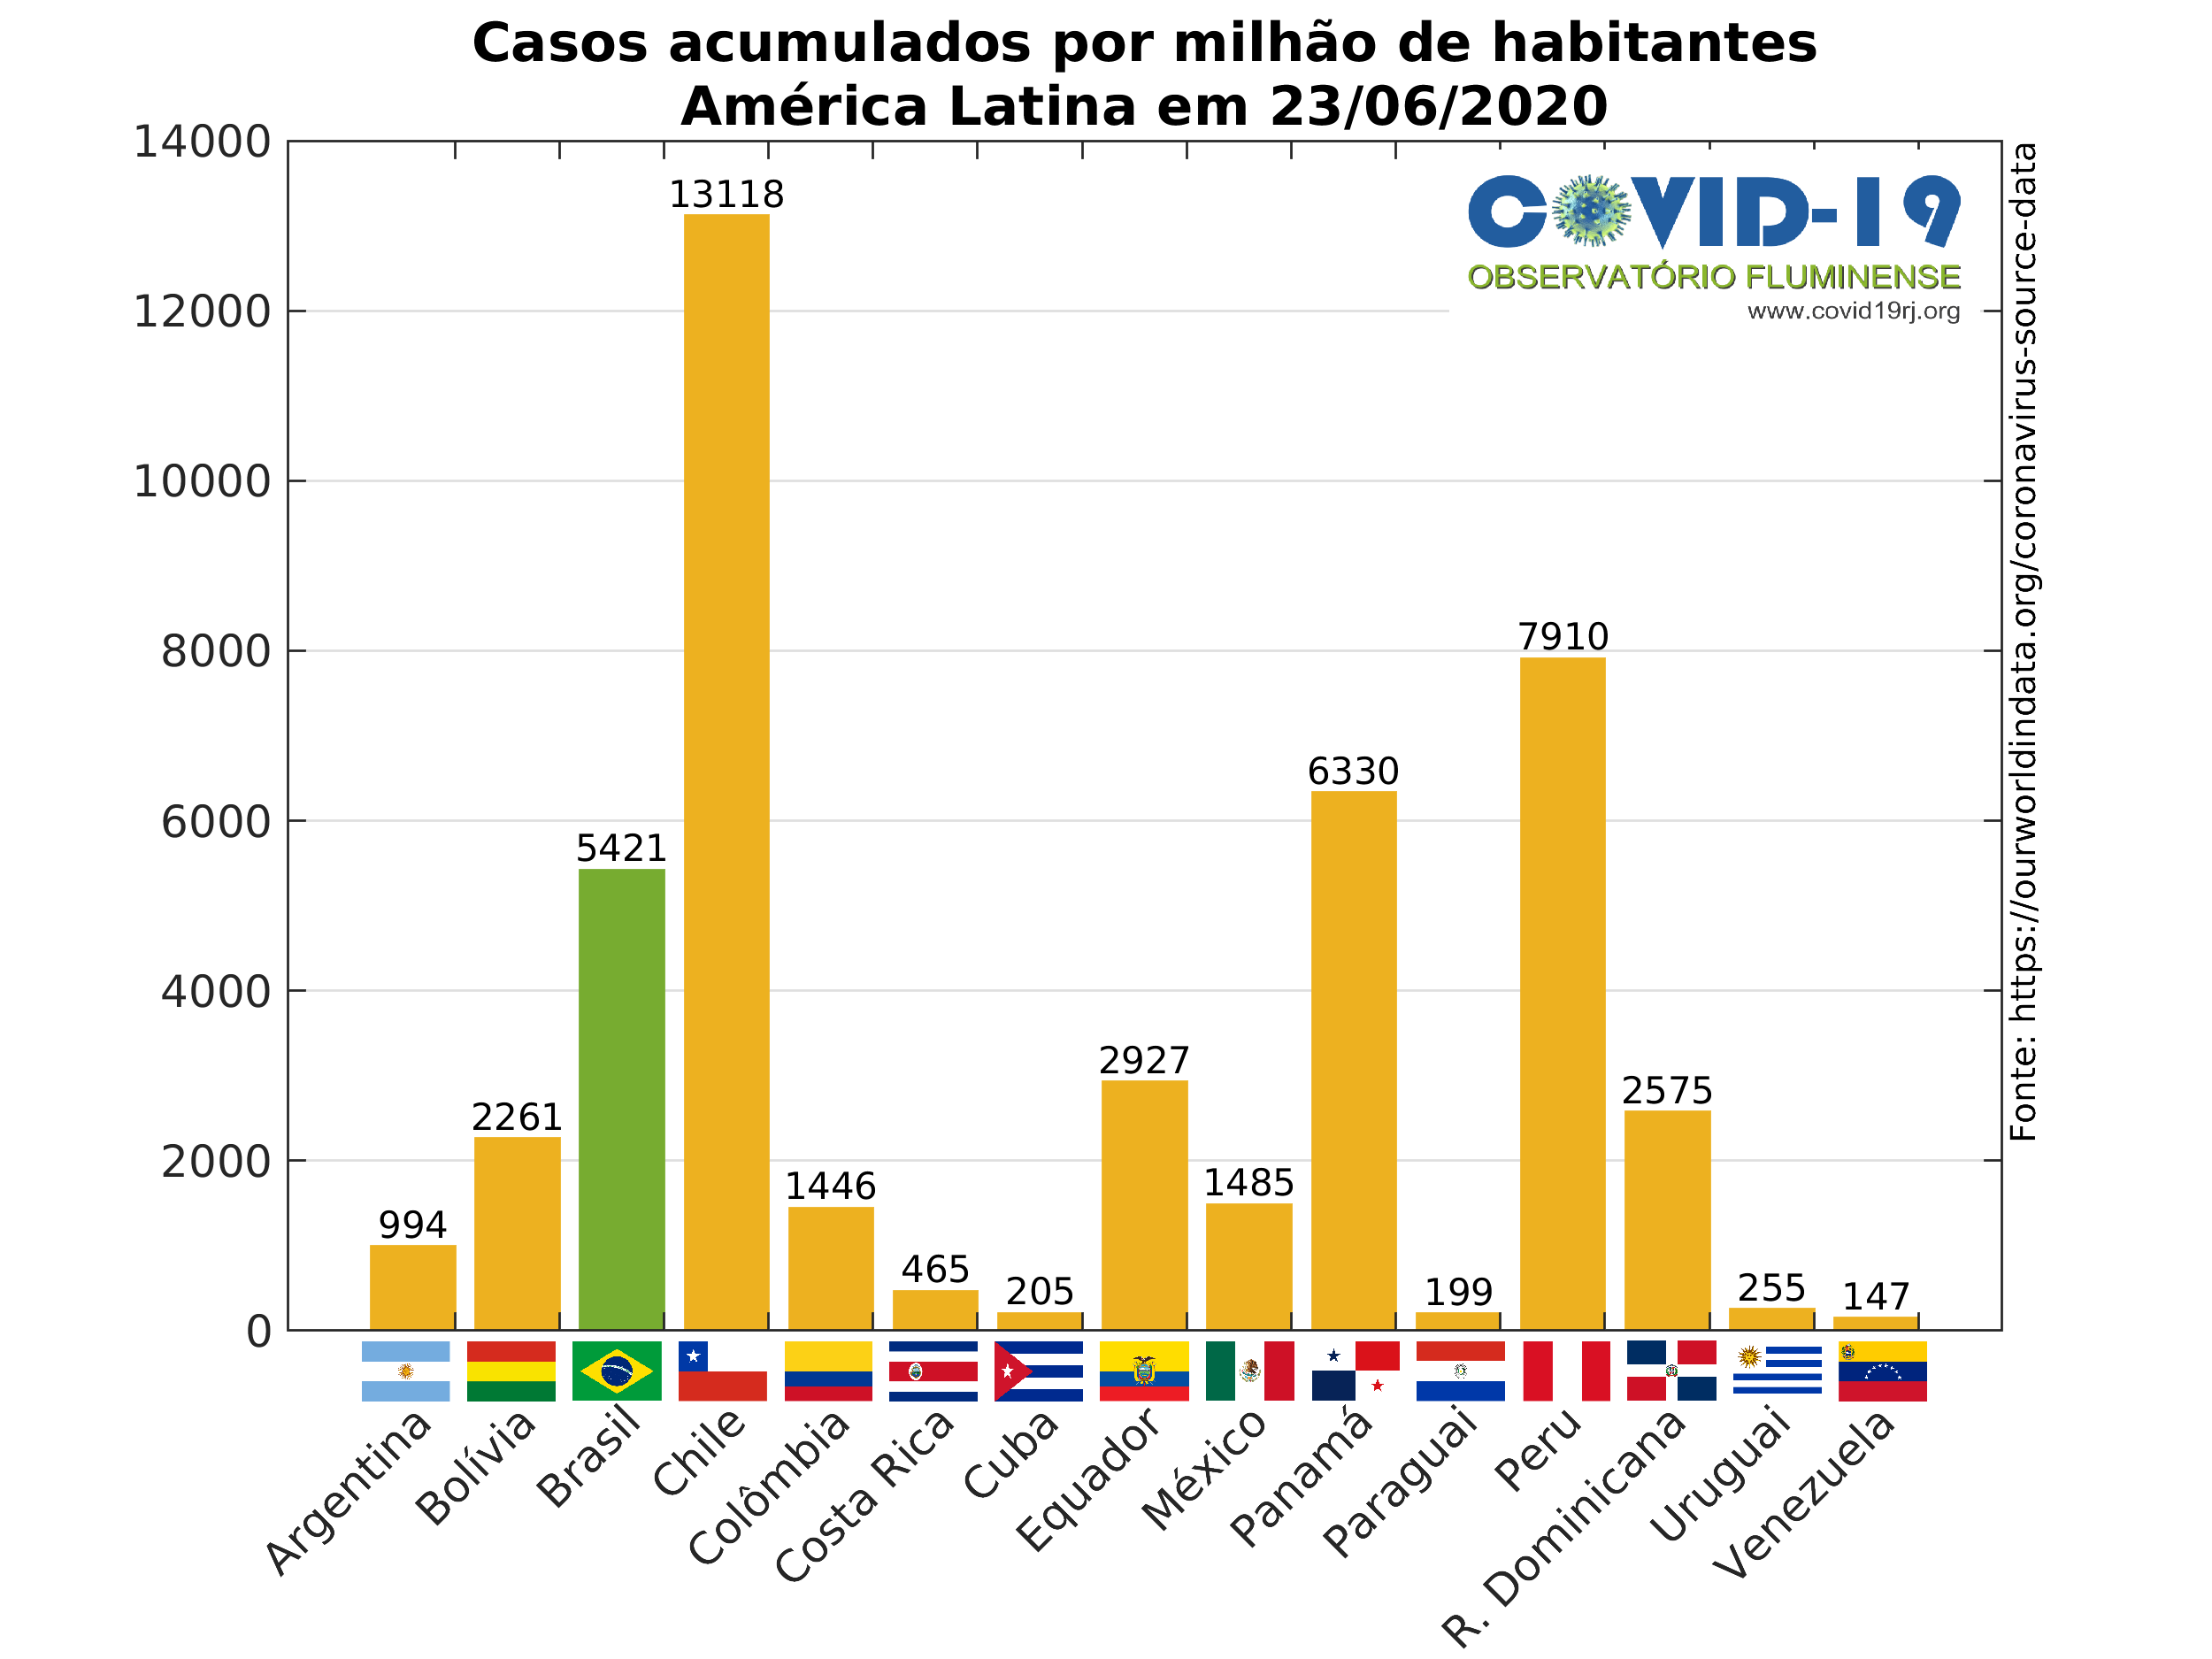 Casos acumulados por milhão de habitantes
América Latina em 23/06/2020
14000
12000
10000
8000
6000
4000
2000
0
994
2261
5421
13118
1446
465
205
2927
1485
6330
199
7910
2575
255
147
COVID-19
OBSERVATÓRIO FLUMINENSE
www.covid19rj.org
Fonte: https://ourworldindata.org/coronavirus-source-data
Argentina
Bolívia
Brasil
Chile
Colômbia
Costa Rica
Cuba
Equador
México
Panamá
Paraguai
Peru
R. Dominicana
Uruguai
Venezuela